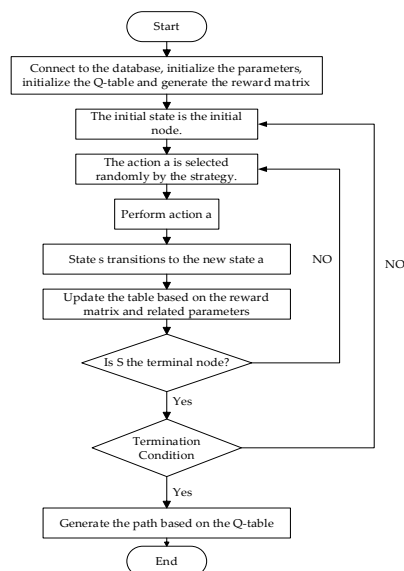 Start
Connect to the database, initialize the parameters,
initialize the Q-table and generate the reward matrix
The initial state is the initial
node.
The action a is selected
randomly by the strategy.
Perform action a
State s transitions to the new state a
Update the table based on the reward
matrix and related parameters
NO
NO
Is S the terminal node?
Yes
Termination
Condition
Yes
Generate the path based on the Q-table
End